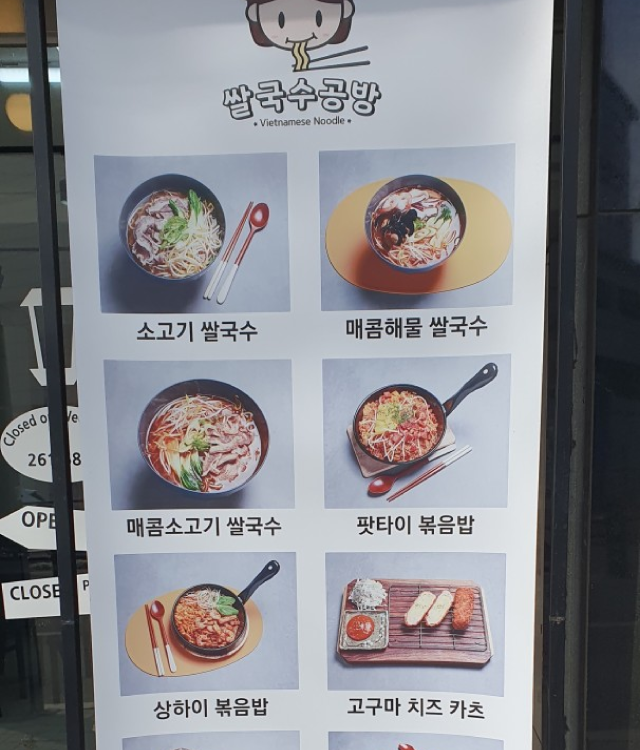 쌀국수공방
• Vietnamese Noodle •
소고기 쌀국수
매콤해물 쌀국수
매콤소고기 쌀국수
팟타이 볶음밥
상하이 볶음밥
고구마 치즈 카츠
Closed on
CLOSE